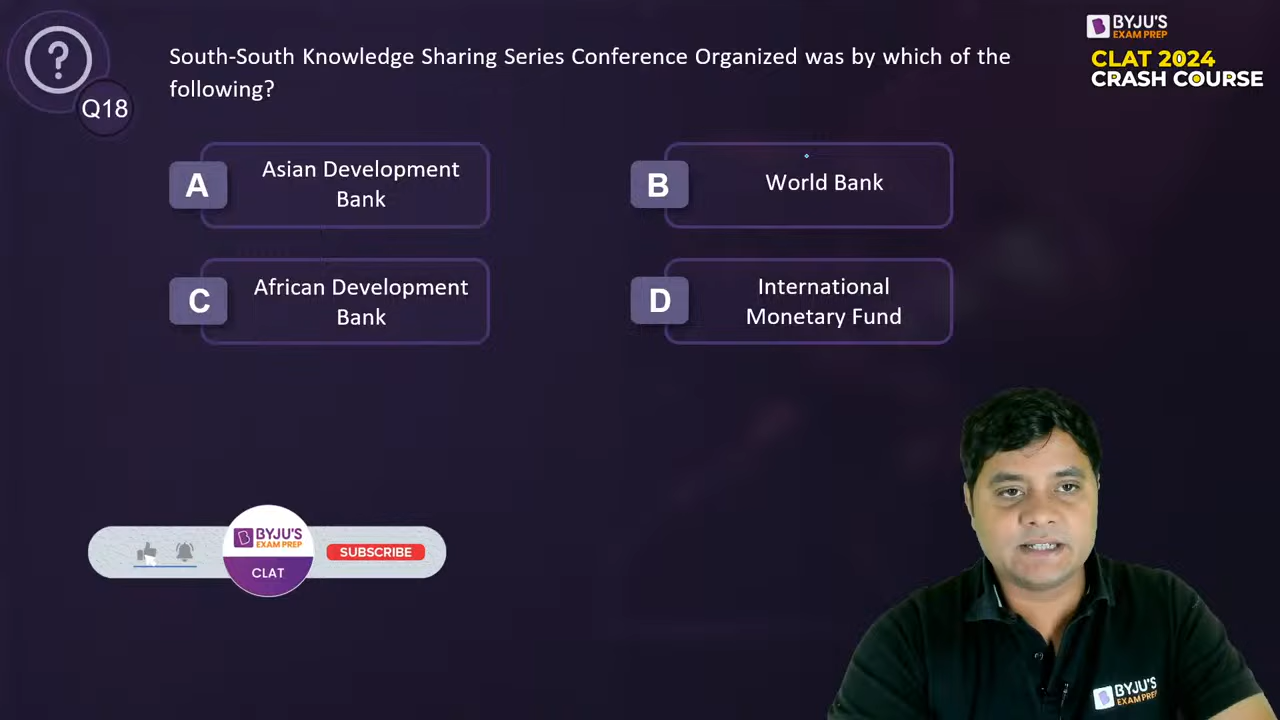 ?
Q18
South-South Knowledge Sharing Series Conference Organized was by which of the
following?
BYJU'S
EXAM PREP
CLAT 2024
CRASH COURSE
A
Asian Development
Bank
B
World Bank
C
African Development
Bank
D
International
Monetary Fund
BYJU'S
EXAM PREP
CLAT
SUBSCRIBE
BYJU'S
EXAM PREP